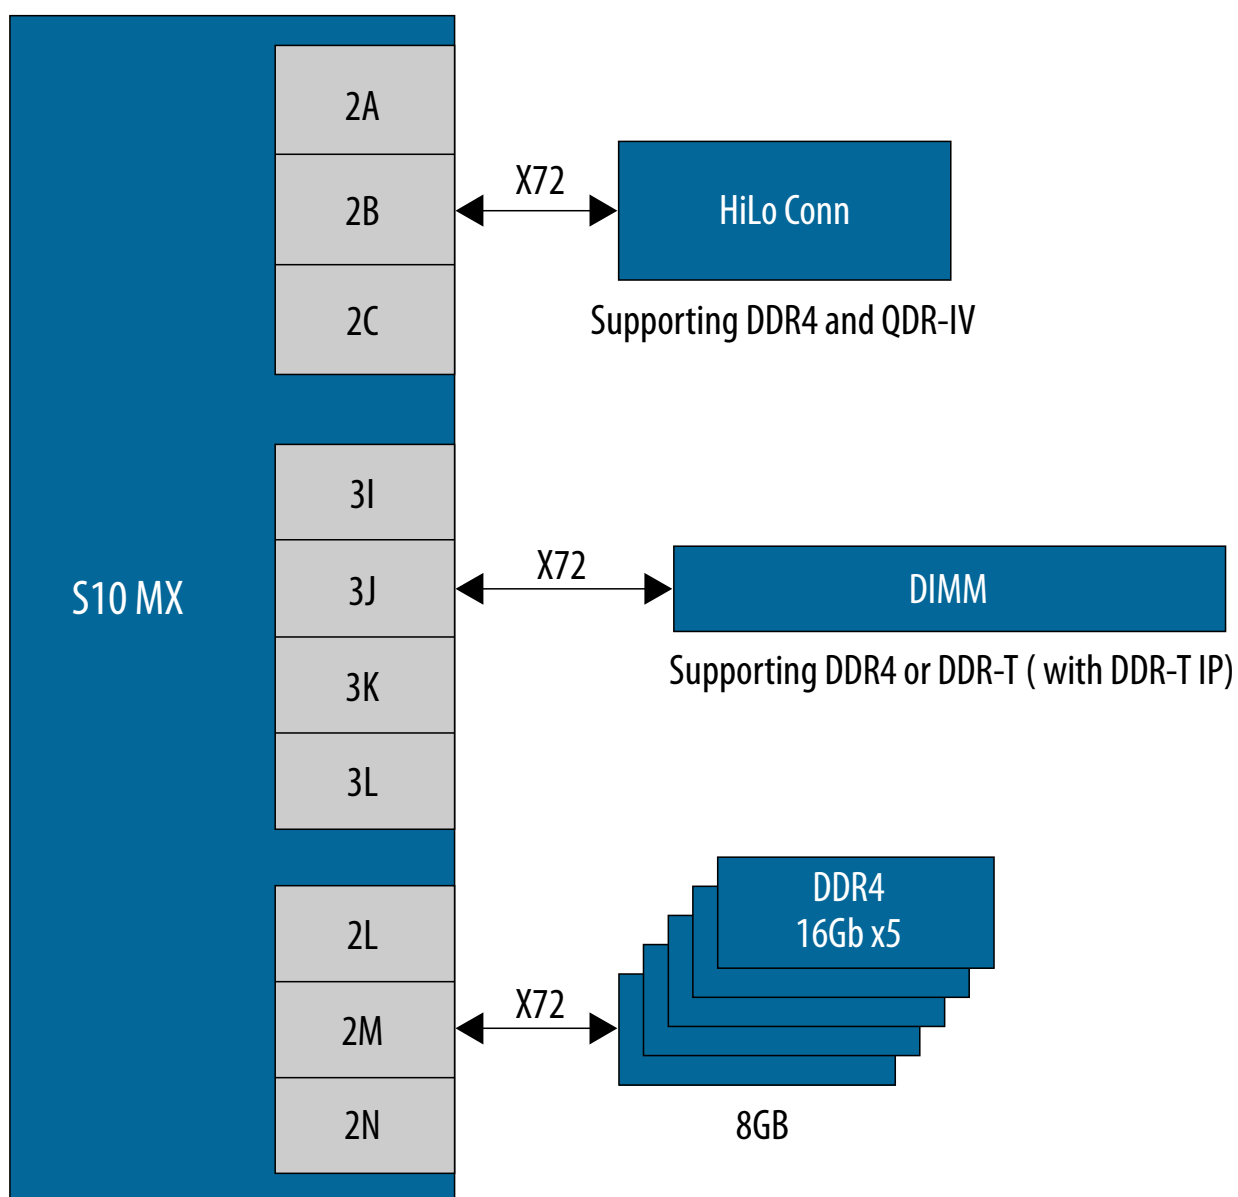 2A
2B
2C
X72
HiLo Conn
Supporting DDR4 and QDR-IV
S10 MX
3I
3J
3K
3L
X72
DIMM
Supporting DDR4 or DDR-T ( with DDR-T IP)
2L
2M
2N
X72
DDR4
16Gb x5
8GB